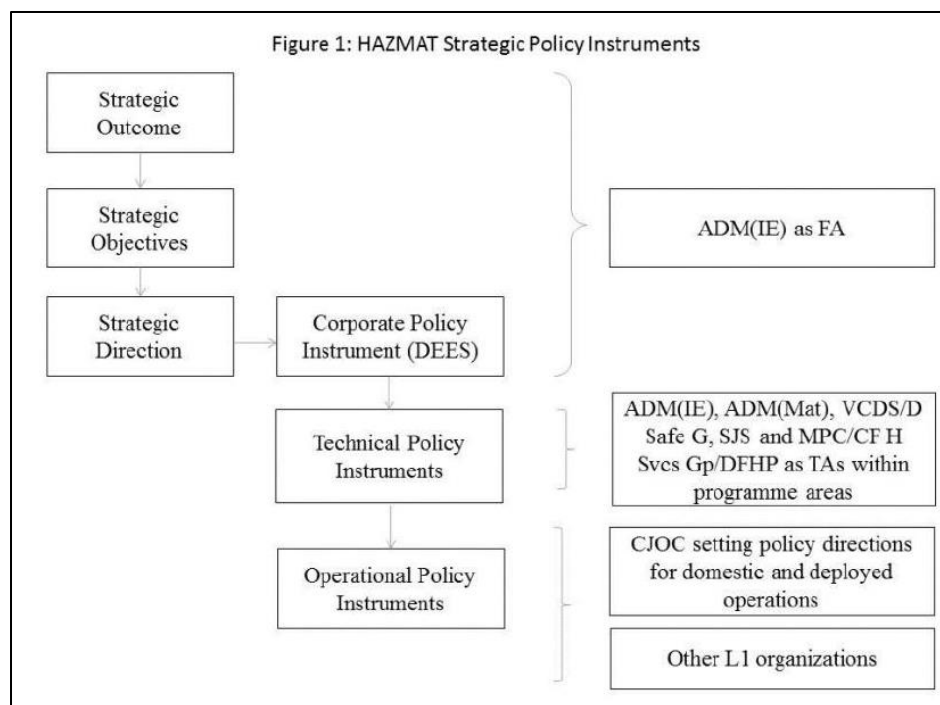 Figure 1: HAZMAT Strategic Policy Instruments
Strategic
Outcome
Strategic
Objectives
ADM(IE) as FA
Strategic
Direction
Corporate Policy
Instrument (DEES)
Technical Policy
Instruments
ADM(IE), ADM(Mat), VCDS/D
Safe G, SJS and MPC/CF H
Svcs Gp/DFHP as TAs within
programme areas
Operational Policy
Instruments
CJOC setting policy directions
for domestic and deployed
operations
Other L1 organizations